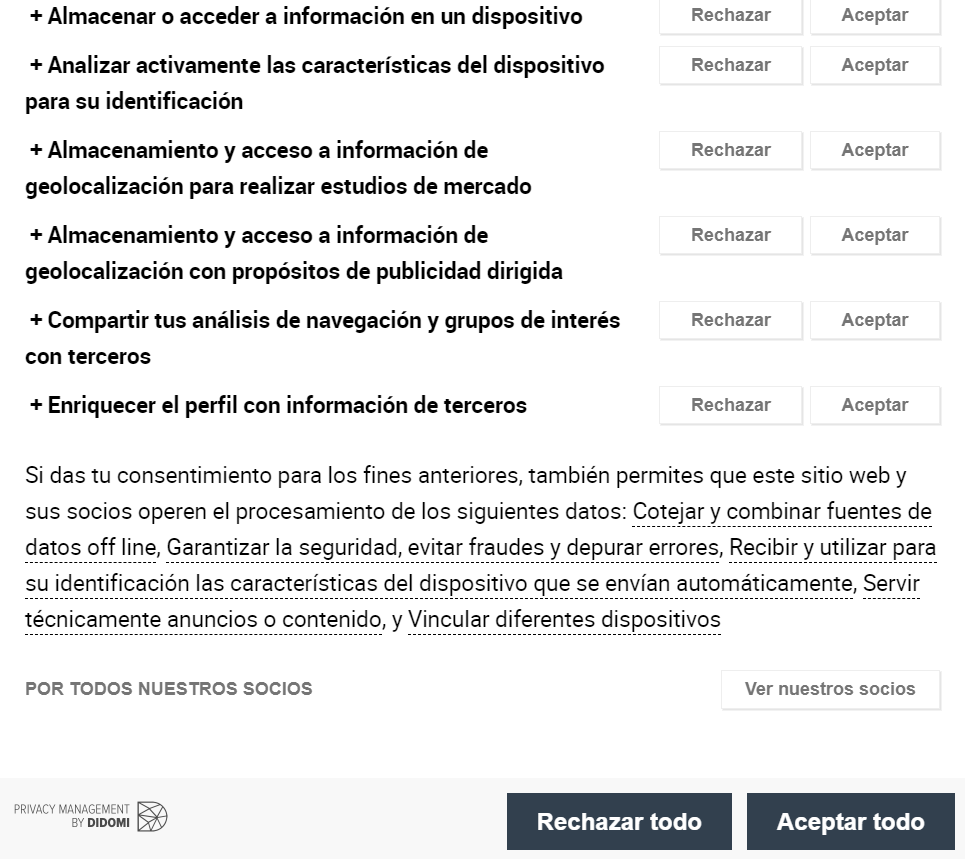 + Almacenar o acceder a información en un dispositivo
Rechazar
Aceptar
+ Analizar activamente las características del dispositivo
para su identificación
Rechazar
Aceptar
+ Almacenamiento y acceso a información de
geolocalización para realizar estudios de mercado
Rechazar
Aceptar
+ Almacenamiento y acceso a información de
geolocalización con propósitos de publicidad dirigida
Rechazar
Aceptar
+ Compartir tus análisis de navegación y grupos de interés
con terceros
Rechazar
Aceptar
+ Enriquecer el perfil con información de terceros
Rechazar
Aceptar
Si das tu consentimiento para los fines anteriores, también permites que este sitio web y
sus socios operen el procesamiento de los siguientes datos: Cotejar y combinar fuentes de
datos off line, Garantizar la seguridad, evitar fraudes y depurar errores, Recibir y utilizar para
su identificación las características del dispositivo que se envían automáticamente, Servir
técnicamente anuncios o contenido, y Vincular diferentes dispositivos
POR TODOS NUESTROS SOCIOS
Ver nuestros socios
PRIVACY MANAGEMENT
BY DIDOMI
Rechazar todo
Aceptar todo